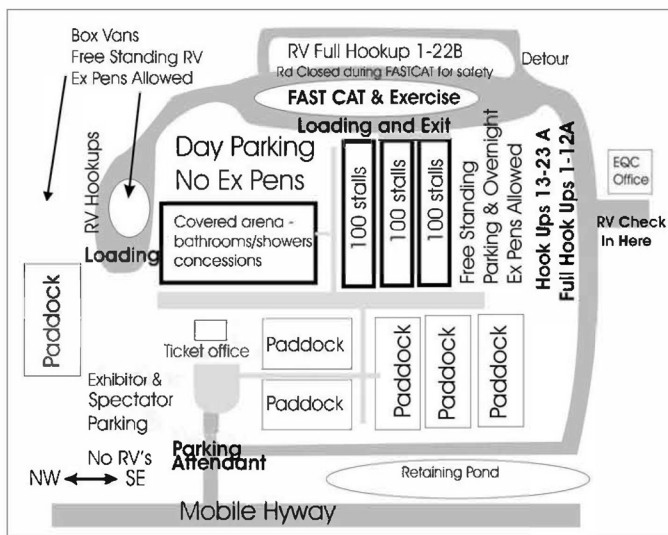 Box Vans
Free Standing RV
Ex Pens Allowed
RV Full Hookup 1-22B
Rd Closed during FASTCAT for safety
Detour
FAST CAT & Exercise
Loading and Exit
RV Hookups
Loading
Day Parking
No Ex Pens
Covered arena -
bathrooms/showers
concessions
100 stalls
100 stalls
100 stalls
Free Standing
Parking & Overnight
Ex Pens Allowed
Hook Ups 13-23 A
Full Hook Ups 1-12A
EQC
Office
RV Check
In Here
Paddock
Ticket office
Paddock
Paddock
Paddock
Paddock
Paddock
Exhibitor &
Spectator
Parking
No RV's
NW
SE
Parking
Attendant
Retaining Pond
Mobile Hyway